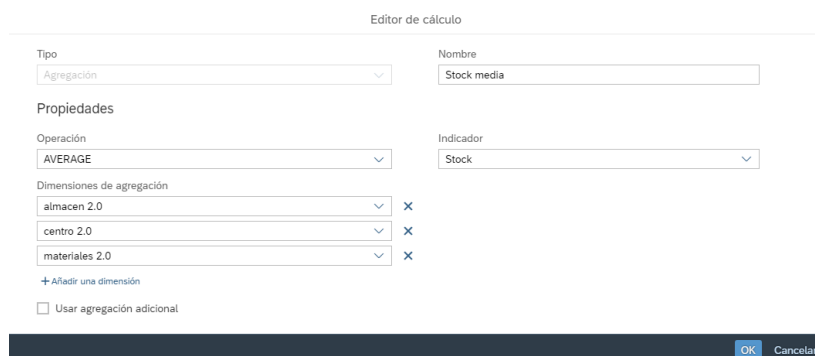 Editor de cálculo
Tipo
Nombre
Agregación
Stock media
Propiedades
Operación
Indicador
AVERAGE
Stock
Dimensiones de agregación
almacen 2.0
centro 2.0
materiales 2.0
+ Añadir una dimensión
Usar agregación adicional
OK Cancelar